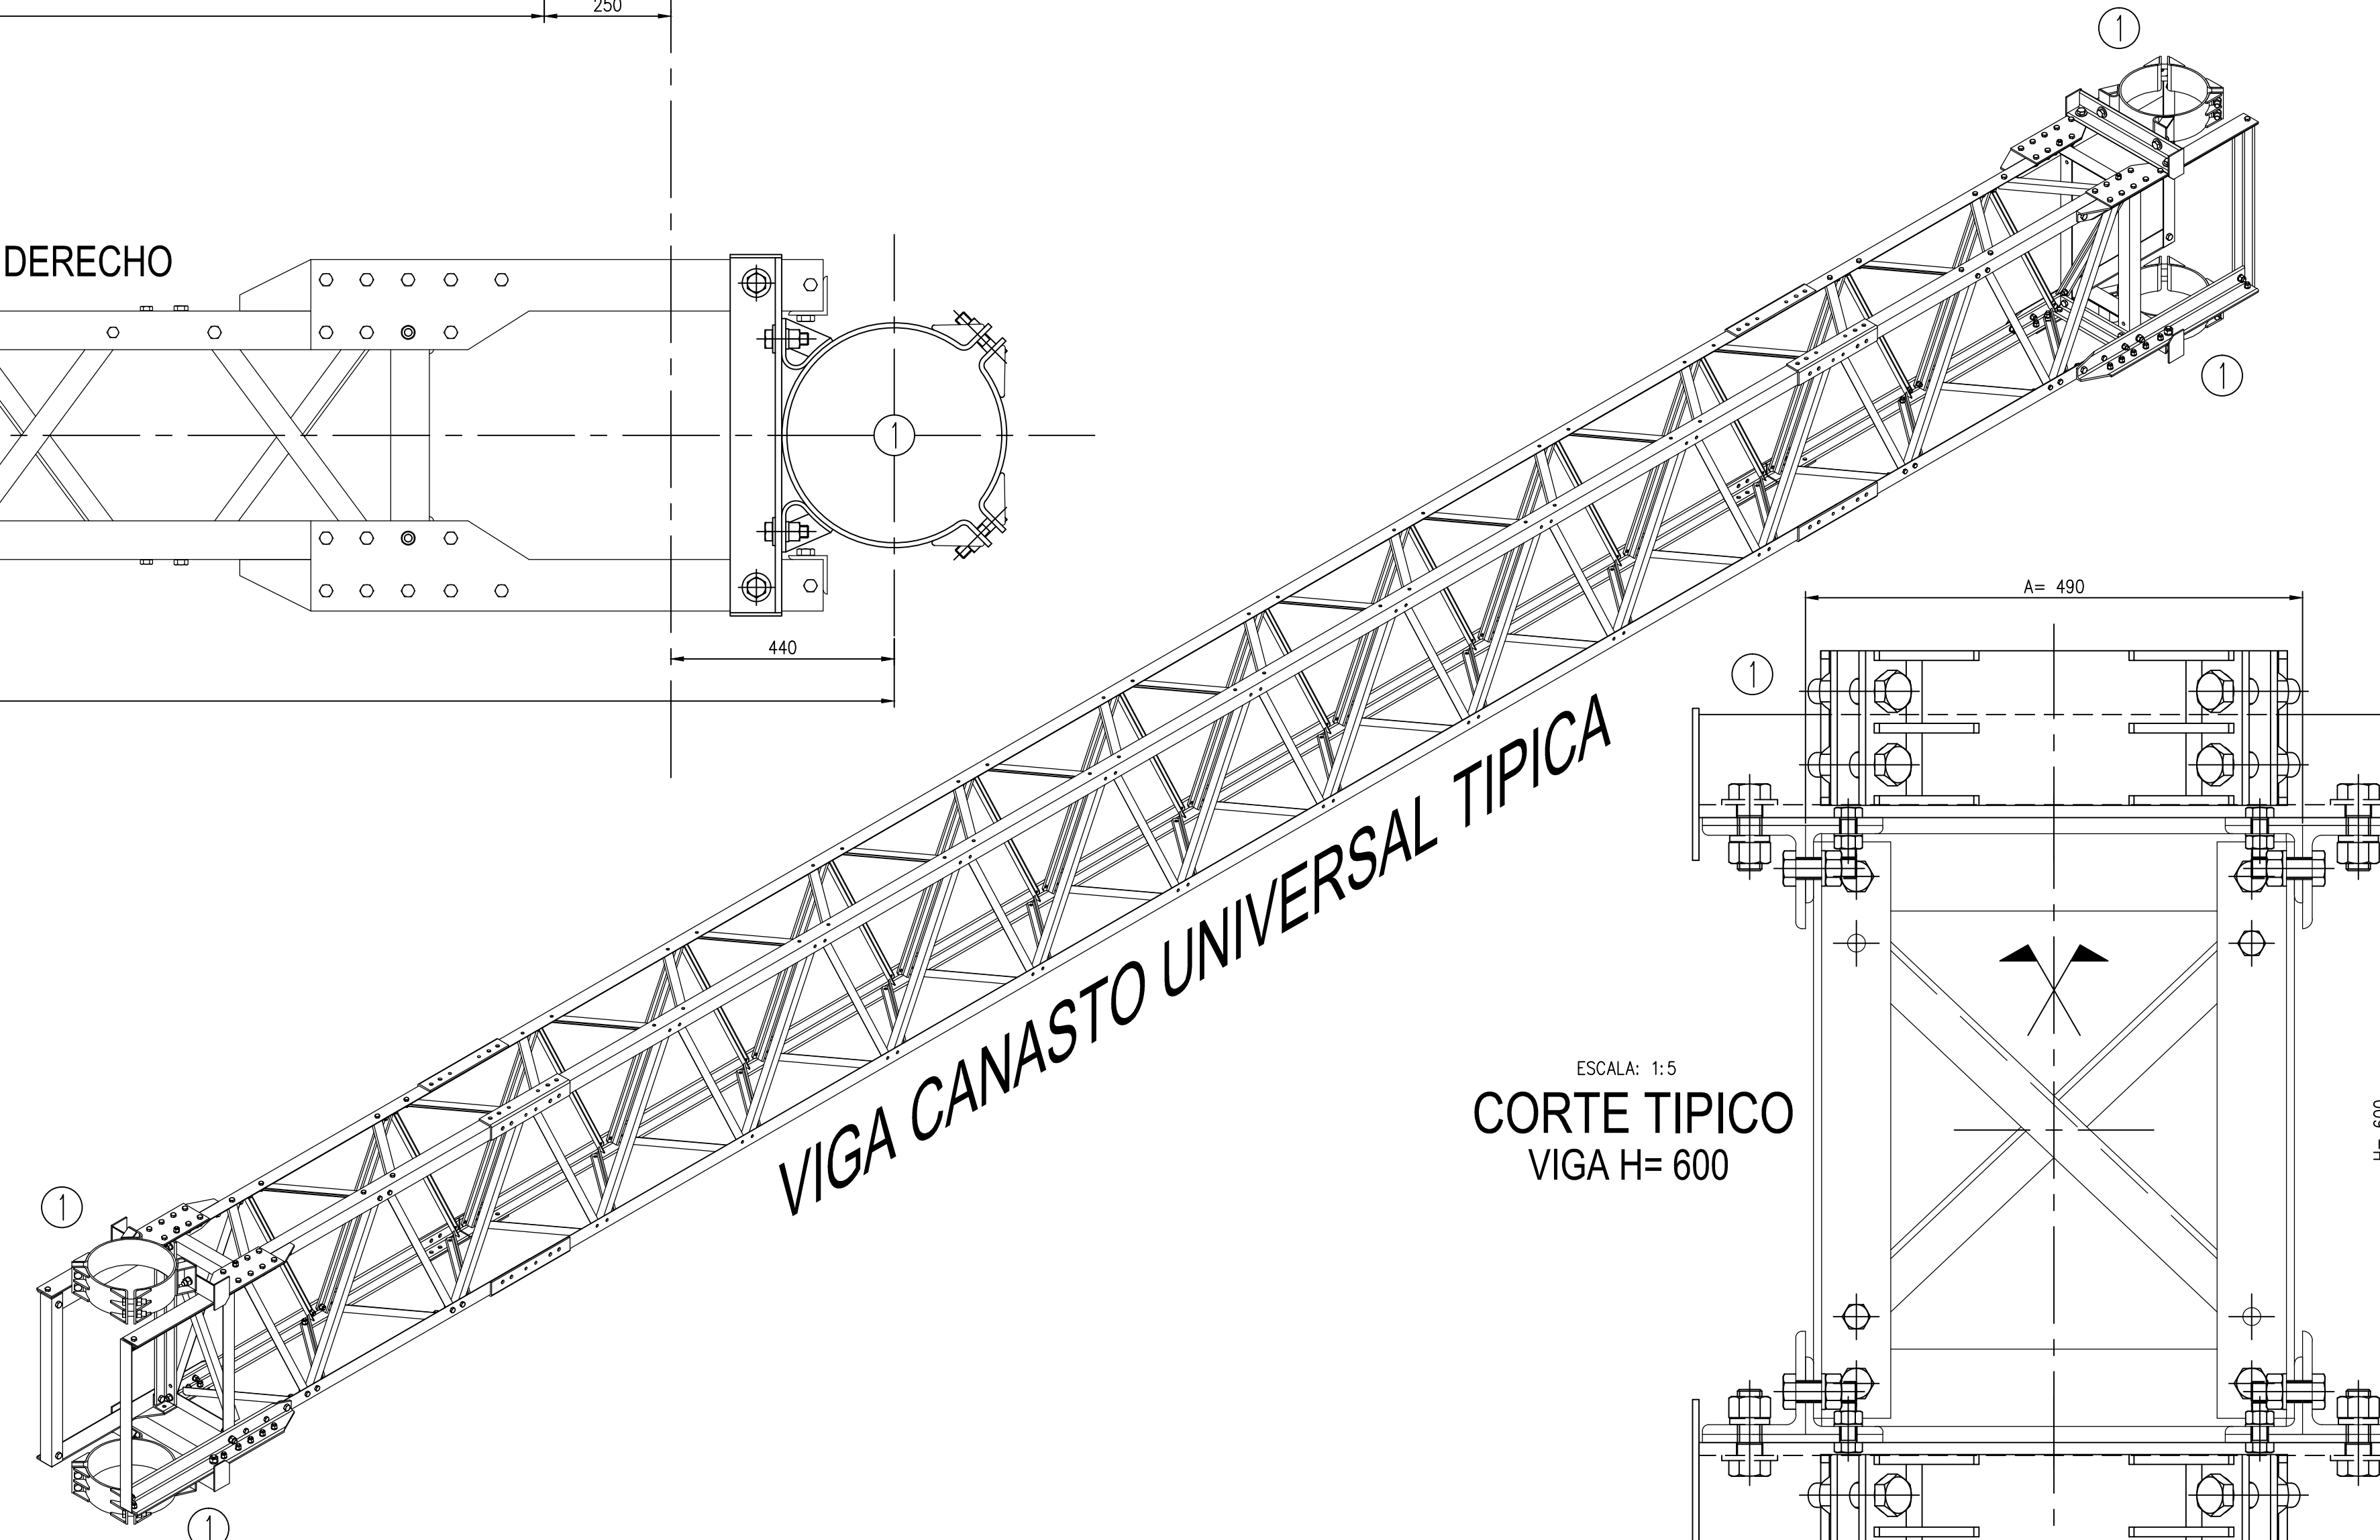 250
1
DERECHO
1
1
440
A= 490
1
VIGA CANASTO UNIVERSAL TIPICA
ESCALA: 1:5
CORTE TIPICO
VIGA H= 600
H= 600
1
1